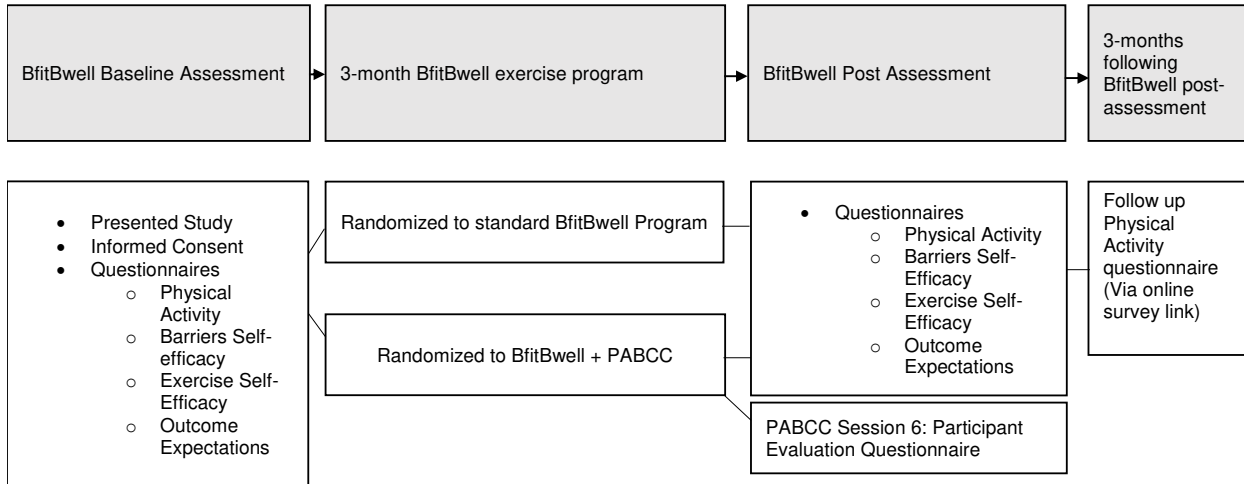 BfitBwell Baseline Assessment
3-month BfitBwell exercise program
BfitBwell Post Assessment
3-months
following
BfitBwell post-
assessment
• Presented Study
• Informed Consent
• Questionnaires
o Physical
Activity
o Barriers Self-
efficacy
o Exercise Self-
Efficacy
o Outcome
Expectations
Randomized to standard BfitBwell Program
Randomized to BfitBwell + PABCC
• Questionnaires
o Physical Activity
o Barriers Self-
Efficacy
o Exercise Self-
Efficacy
o Outcome
Expectations
PABCC Session 6: Participant
Evaluation Questionnaire
Follow up
Physical
Activity
questionnaire
(Via online
survey link)